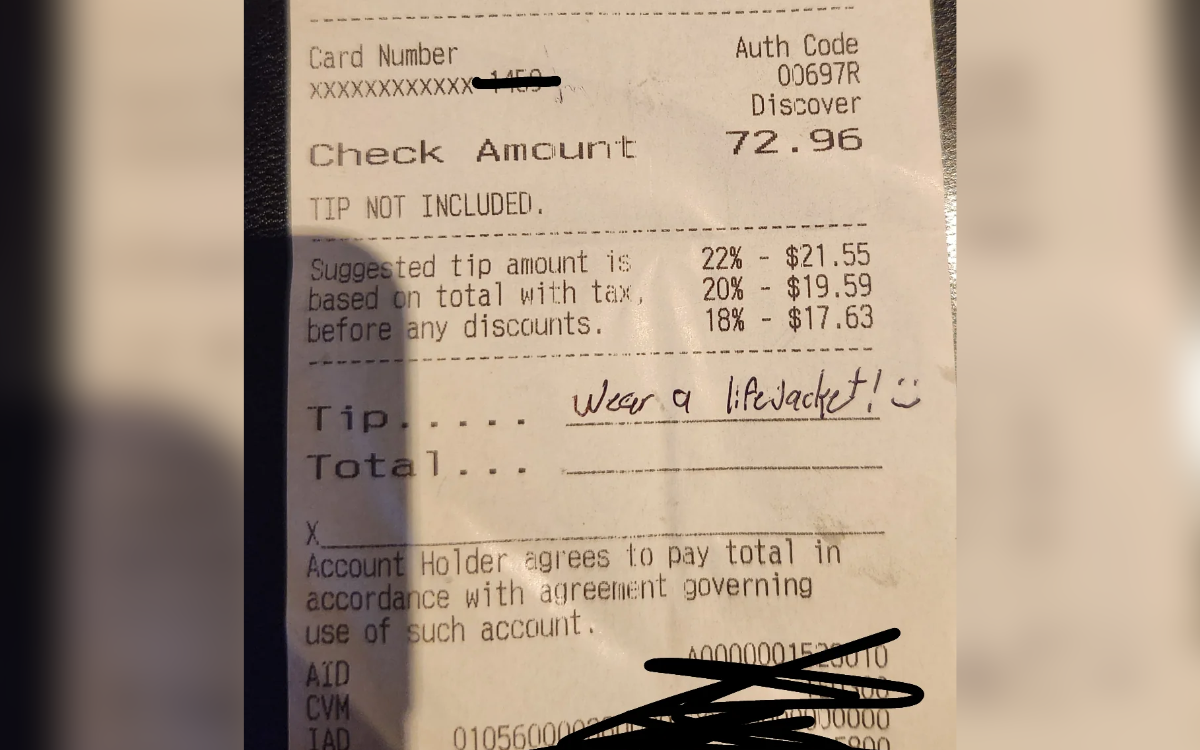 Card Number Auth Code
XXXXXXXXXXXX 00697R
Discover
Check Amount 72.96
TIP NOT INCLUDED.
Suggested tip amount is 22% - $21.55
based on total with tax, 20% - $19.59
before any discounts. 18% - $17.63
Tip..... Wear a lifeJacket! :)
Total...
X
Account Holder agrees to pay total in
accordance with agreement governing
use of such account.
AID
CVM
IAD